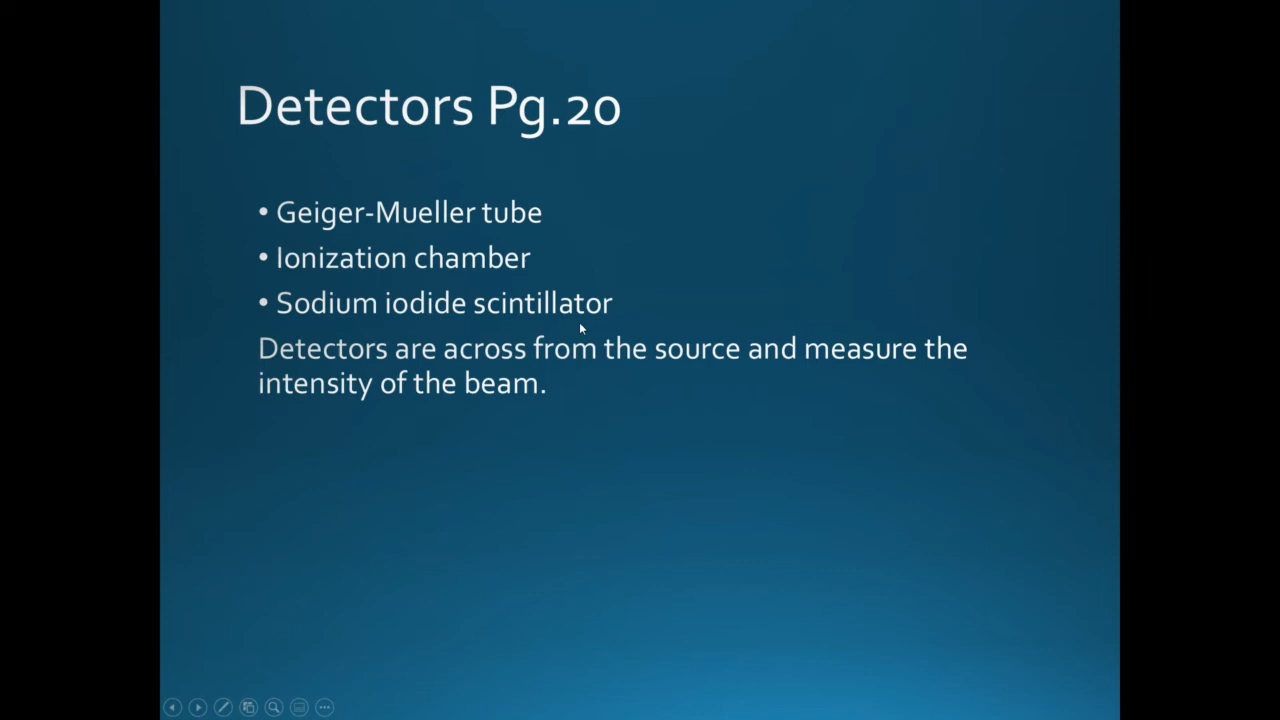 Detectors Pg.20
• Geiger-Mueller tube
• Ionization chamber
• Sodium iodide scintillator
Detectors are across from the source and measure the
intensity of the beam.